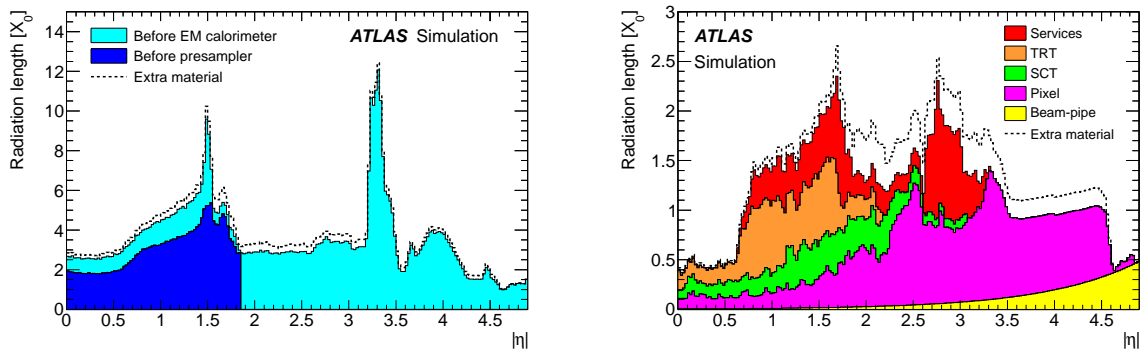 Radiation length [X0]
14
12
10
8
6
4
2
0
Before EM calorimeter
Before presampler
Extra material
ATLAS Simulation
0 0.5 1 1.5 2 2.5 3 3.5 4 4.5
|η|
Radiation length [X0]
3
2.5
2
1.5
1
0.5
0
ATLAS
Simulation
Services
TRT
SCT
Pixel
Beam-pipe
Extra material
0 0.5 1 1.5 2 2.5 3 3.5 4 4.5
|η|